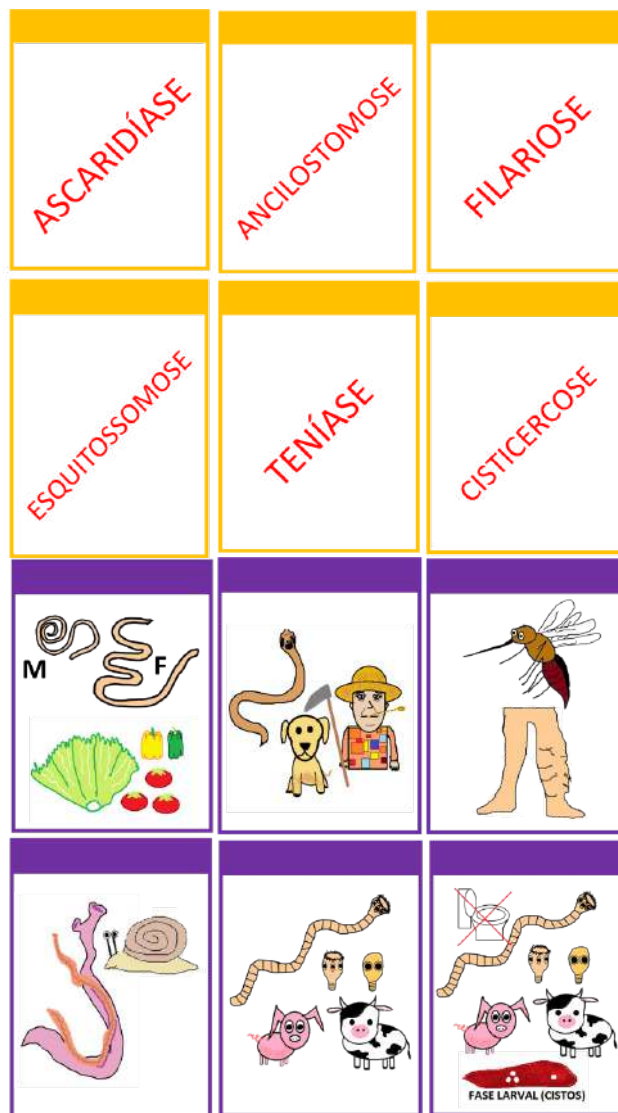 ASCARIDÍASE
ANCILOSTOMOSE
FILARIOSE
ESQUITOSSOMOSE
TENÍASE
CISTICERCOSE
M
F
FASE LARVAL (CISTOS)